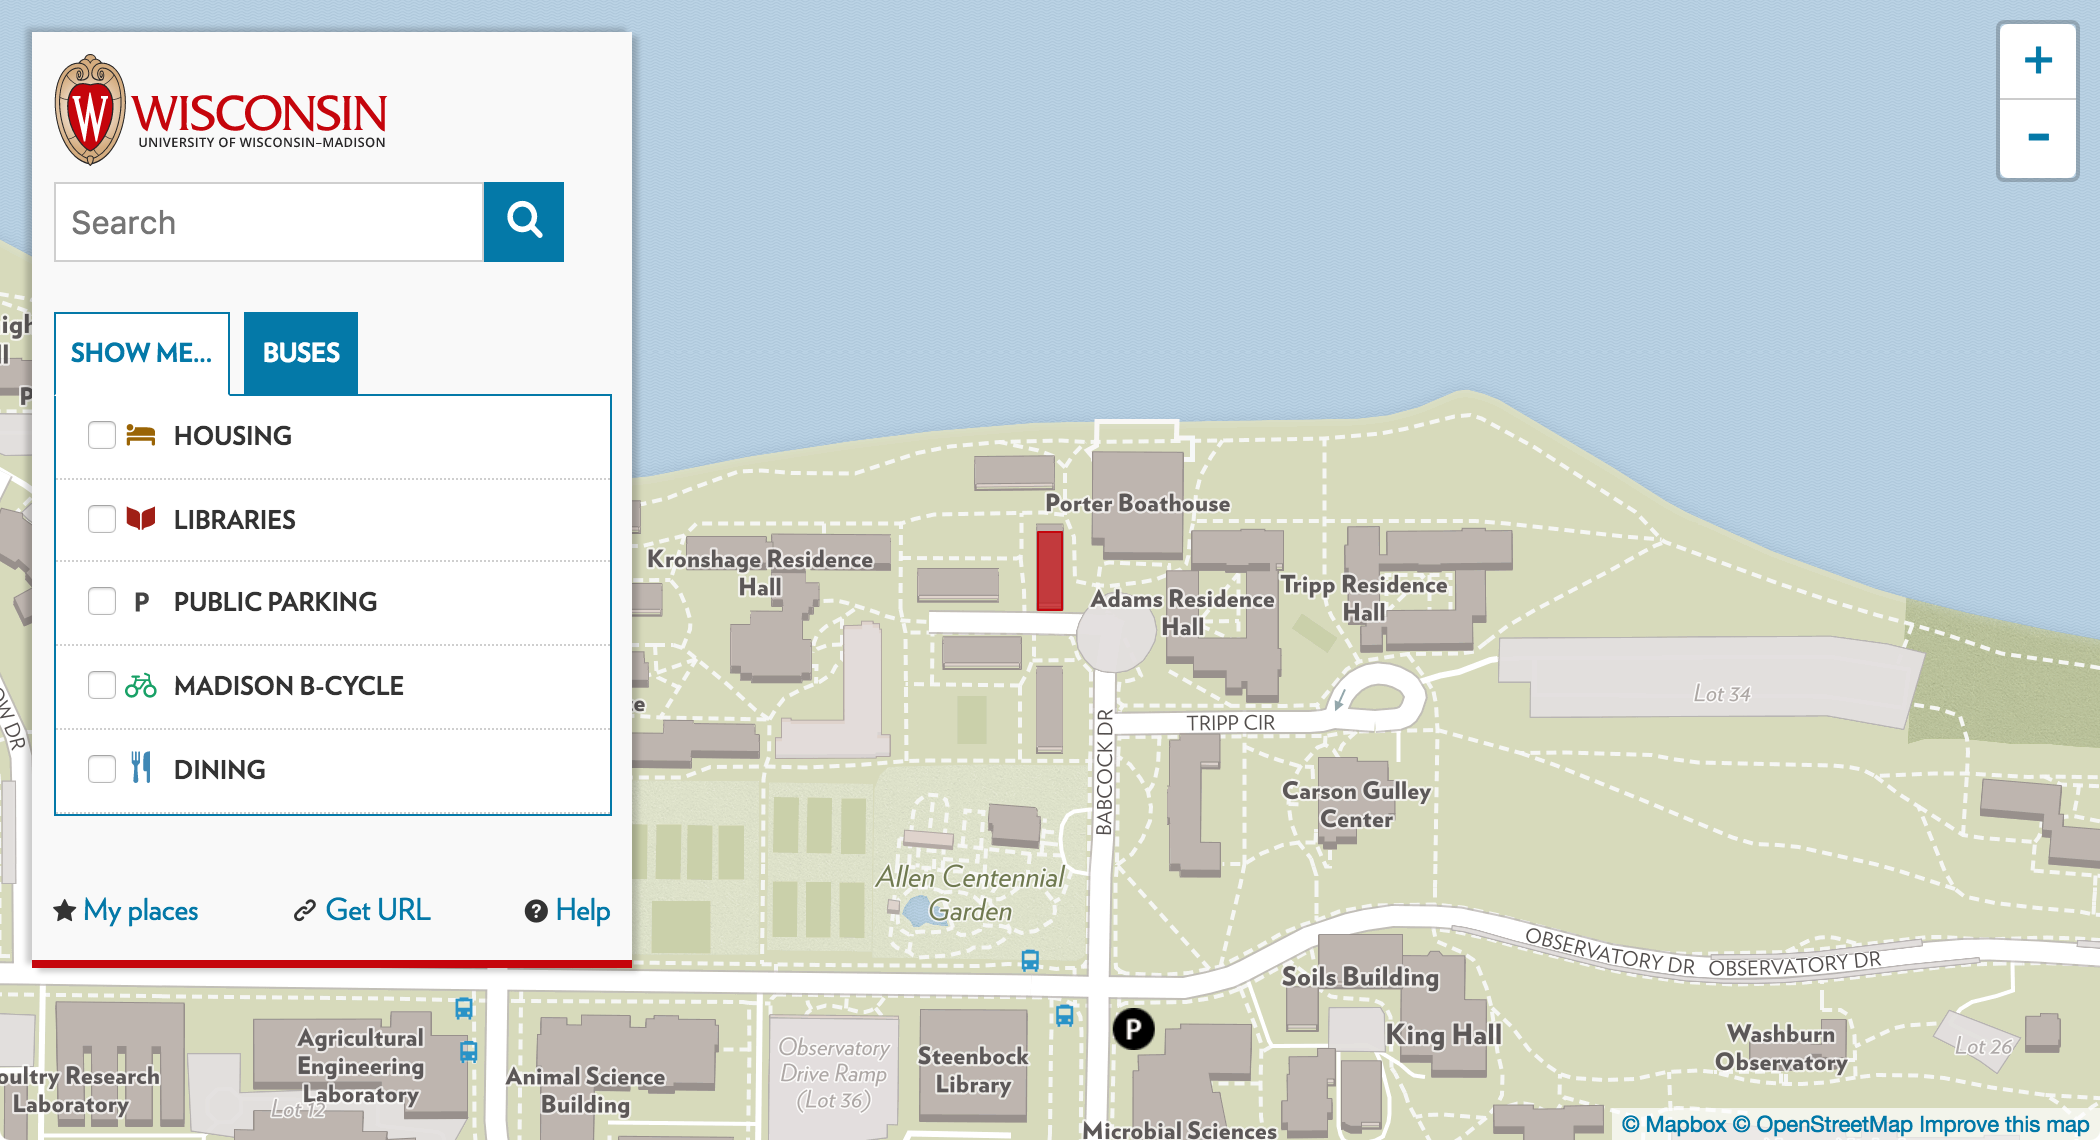 W WISCONSIN
UNIVERSITY OF WISCONSIN–MADISON
Search
SHOW ME...
BUSES
HOUSING
LIBRARIES
P PUBLIC PARKING
MADISON B-CYCLE
DINING
My places
Get URL
? Help
+
-
Porter Boathouse
Kronshage Residence
Hall
Adams Residence
Hall
Tripp Residence
Hall
Lot 34
TRIPP CIR
BABCOCK DR
Carson Gulley
Center
Allen Centennial
Garden
OBSERVATORY DR
OBSERVATORY DR
Soils Building
King Hall
P
Washburn
Observatory
Lot 26
Agricultural
Engineering
Laboratory
Lot 12
oultry Research
Laboratory
Animal Science
Building
Observatory
Drive Ramp
(Lot 36)
Steenbock
Library
Microbial Sciences
© Mapbox © OpenStreetMap Improve this map